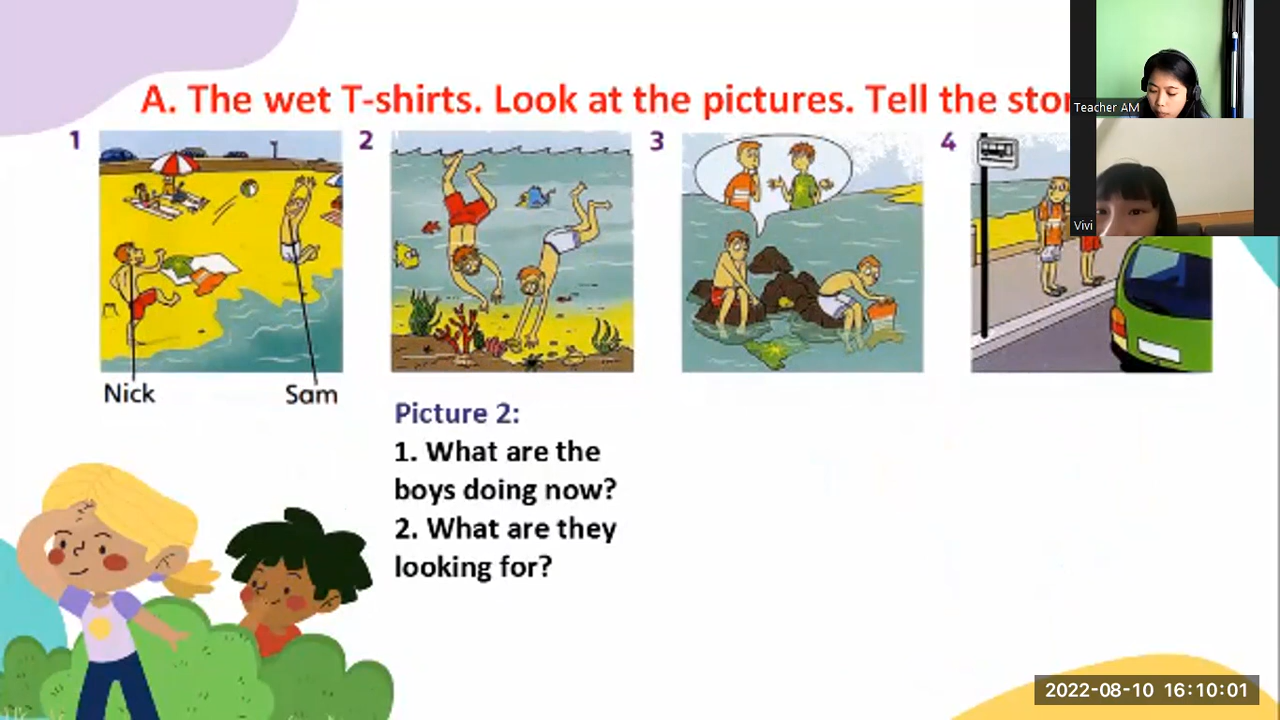 A. The wet T-shirts. Look at the pictures. Tell the
1
2
3
4
Nick
Sam
Picture 2:
1. What are the
boys doing now?
2. What are they
looking for?
Teacher AM
Vivi
2022-08-10 16:10:01